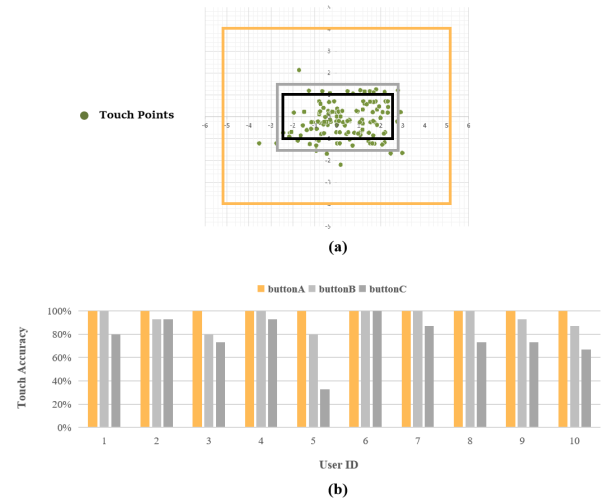 Touch Points
-6 -5 -4 -3 -2 -1 1 2 3 4 5 6
(a)
buttonA buttonB buttonC
100%
80%
60%
40%
20%
0%
Touch Accuracy
1 2 3 4 5 6 7 8 9 10
User ID
(b)